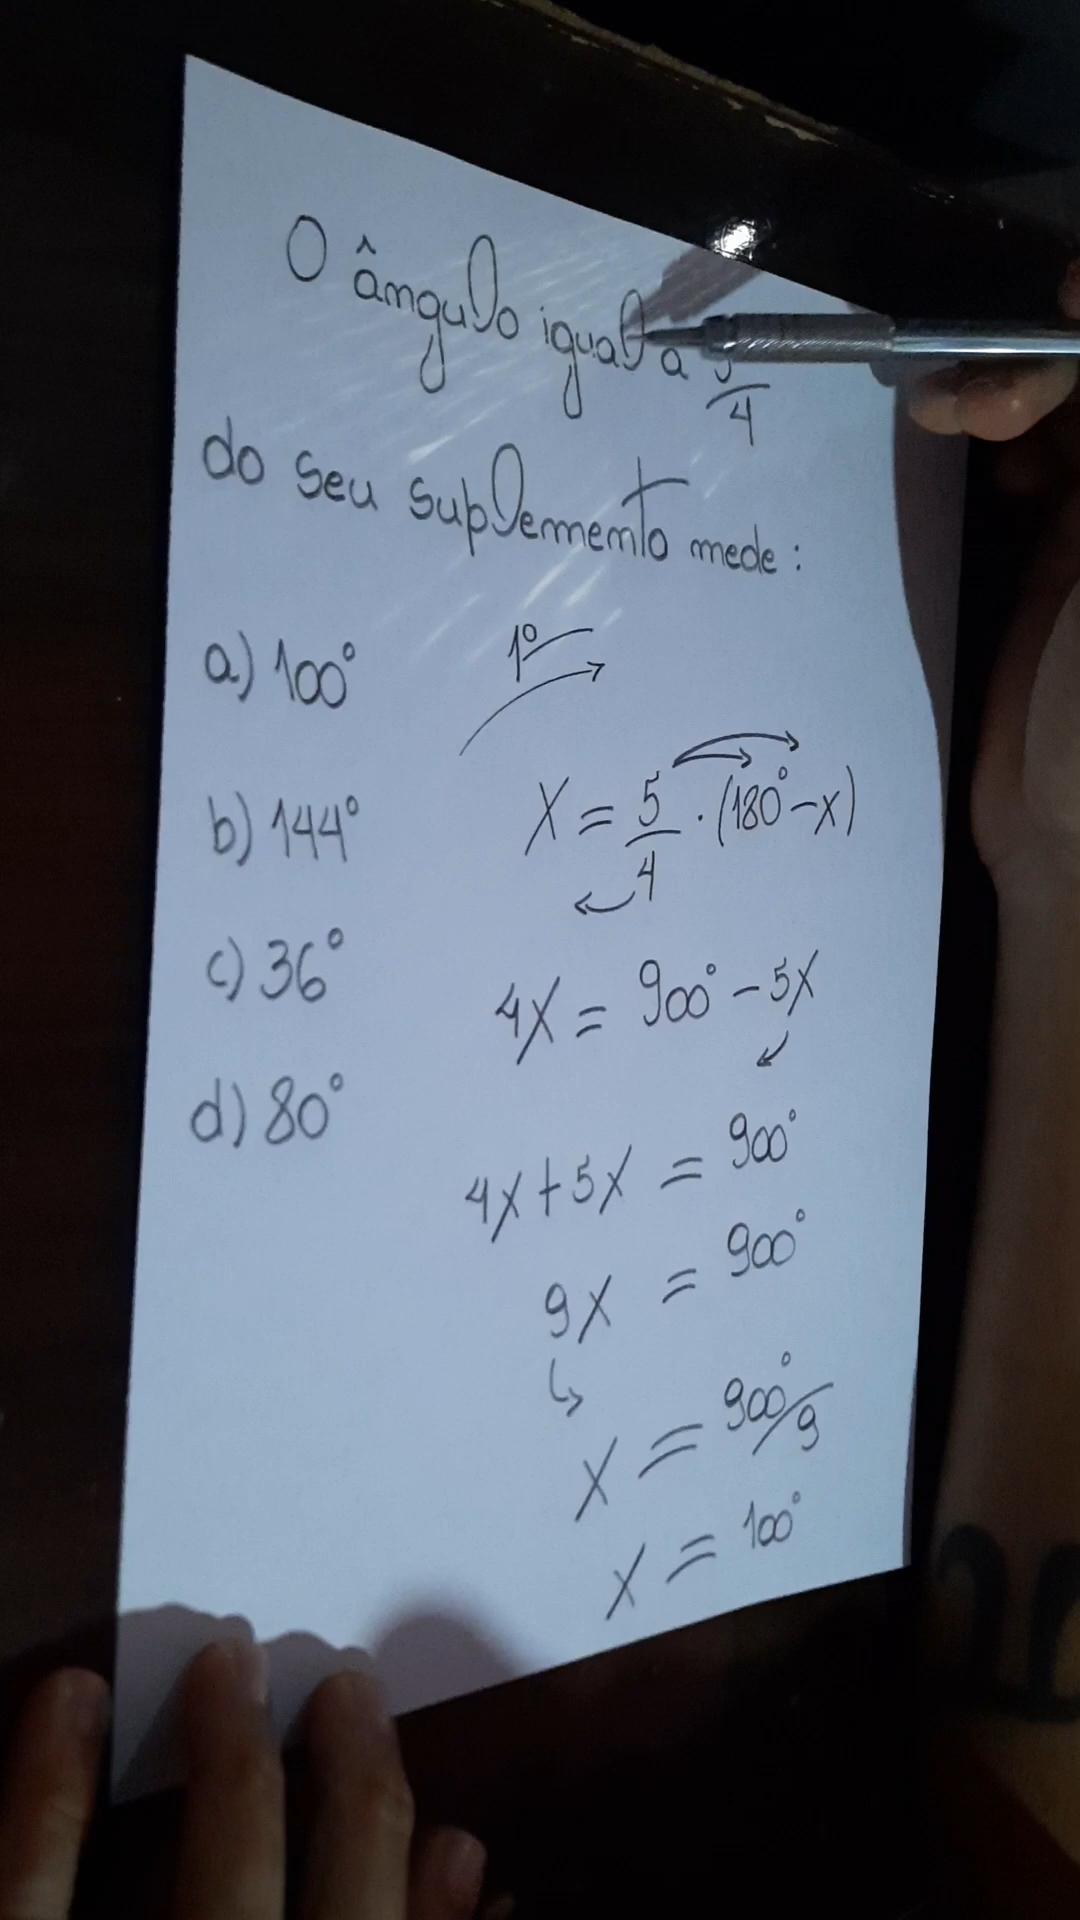 O ângulo igual a 5/4
do seu suplemento mede:
a) 100°
b) 144°
c) 36°
d) 80°
1º
X = 5/4 · (180° - x)
4X = 900° - 5X
4X + 5X = 900°
9X = 900°
X = 900°/9
X = 100°